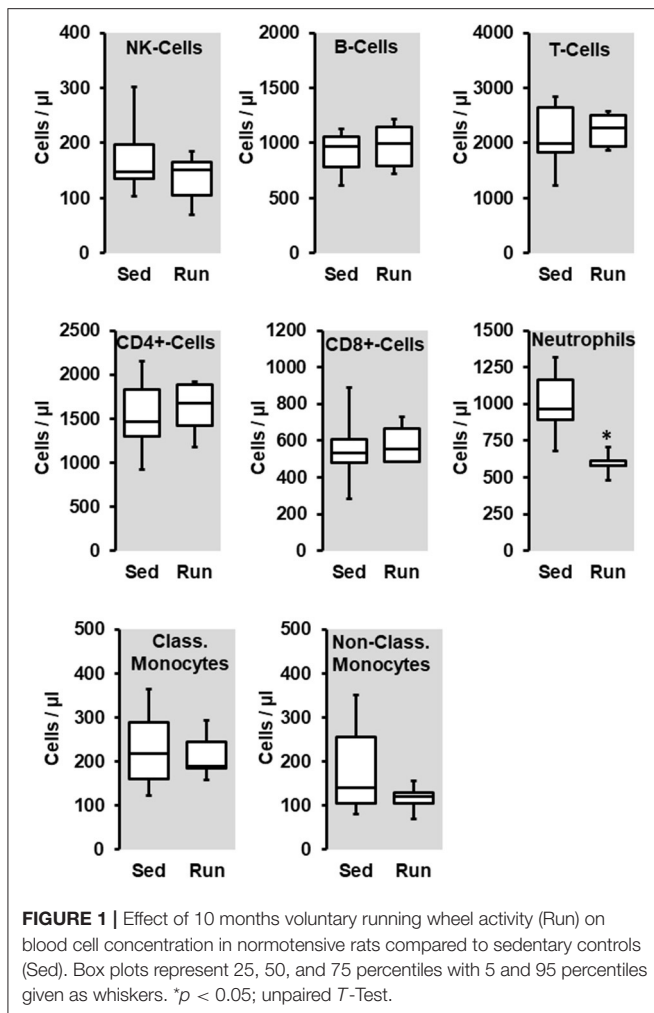 NK-Cells
400
300
200
100
0
Cells / µl
Sed Run
B-Cells
2000
1500
1000
500
0
Cells / µl
Sed Run
T-Cells
4000
3000
2000
1000
0
Cells / µl
Sed Run
CD4+-Cells
2500
2000
1500
1000
500
0
Cells / µl
Sed Run
CD8+-Cells
1200
1000
800
600
400
200
0
Cells / µl
Sed Run
Neutrophils
1500
1250
1000
750
500
250
0
Cells / µl
*
Sed Run
Class.
Monocytes
500
400
300
200
100
0
Cells / µl
Sed Run
Non-Class.
Monocytes
500
400
300
200
100
0
Cells / µl
Sed Run
FIGURE 1 | Effect of 10 months voluntary running wheel activity (Run) on
blood cell concentration in normotensive rats compared to sedentary controls
(Sed). Box plots represent 25, 50, and 75 percentiles with 5 and 95 percentiles
given as whiskers. *p < 0.05; unpaired T-Test.